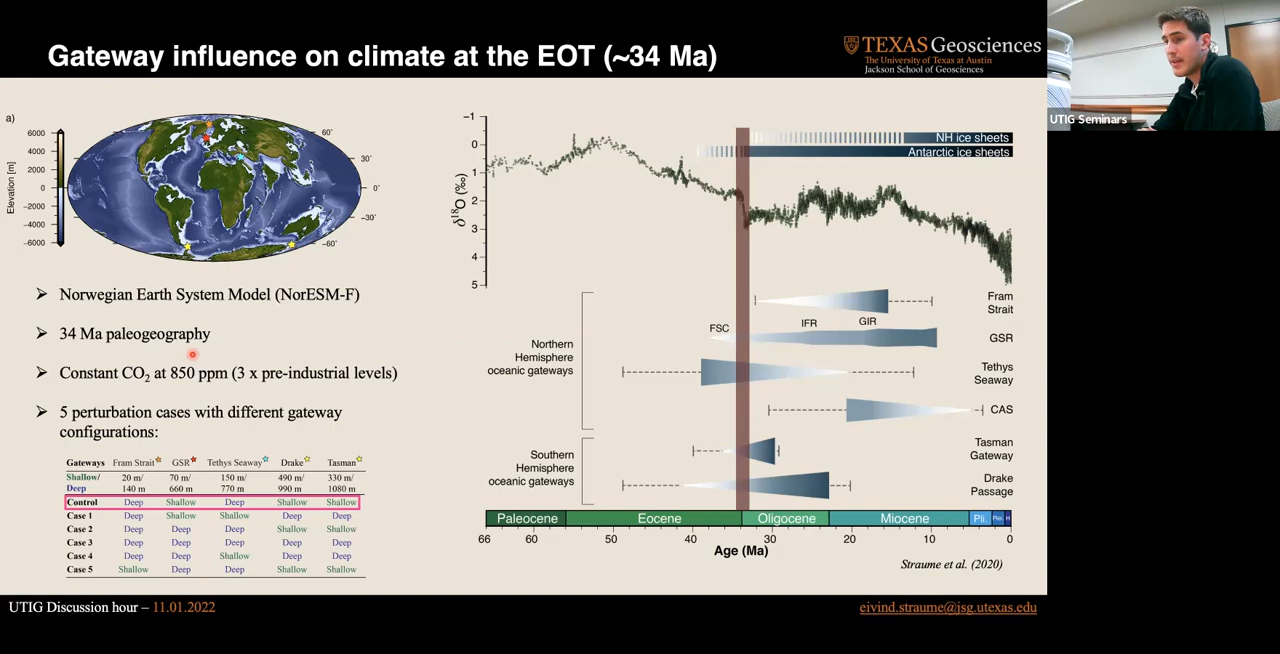 Gateway influence on climate at the EOT (~34 Ma)
TEXAS Geosciences
The University of Texas at Austin
Jackson School of Geosciences
UTIG Seminars
a)
Elevation [m]
6000
4000
2000
0
−2000
−4000
−6000
60˚
30˚
0˚
−30˚
−60˚
➢ Norwegian Earth System Model (NorESM-F)
➢ 34 Ma paleogeography
➢ Constant CO₂ at 850 ppm (3 x pre-industrial levels)
➢ 5 perturbation cases with different gateway
configurations:
Gateways Fram Strait GSR Tethys Seaway Drake Tasman
Shallow/ 20 m/ 70 m/ 150 m/ 490 m/ 330 m/
Deep 140 m 660 m 770 m 990 m 1080 m
Control Deep Shallow Deep Shallow Shallow
Case 1 Deep Shallow Shallow Deep Deep
Case 2 Deep Deep Deep Shallow Shallow
Case 3 Deep Deep Deep Deep Deep
Case 4 Deep Deep Shallow Deep Deep
Case 5 Shallow Deep Deep Shallow Shallow
δ¹⁸O (‰)
−1
0
1
2
3
4
5
NH ice sheets
Antarctic ice sheets
Northern
Hemisphere
oceanic gateways
Fram
Strait
FSC IFR GIR
GSR
Tethys
Seaway
CAS
Southern
Hemisphere
oceanic gateways
Tasman
Gateway
Drake
Passage
Paleocene Eocene Oligocene Miocene Pli. Plei. H.
66 60 50 40 30 20 10 0
Age (Ma)
Straume et al. (2020)
UTIG Discussion hour – 11.01.2022
eivind.straume@jsg.utexas.edu